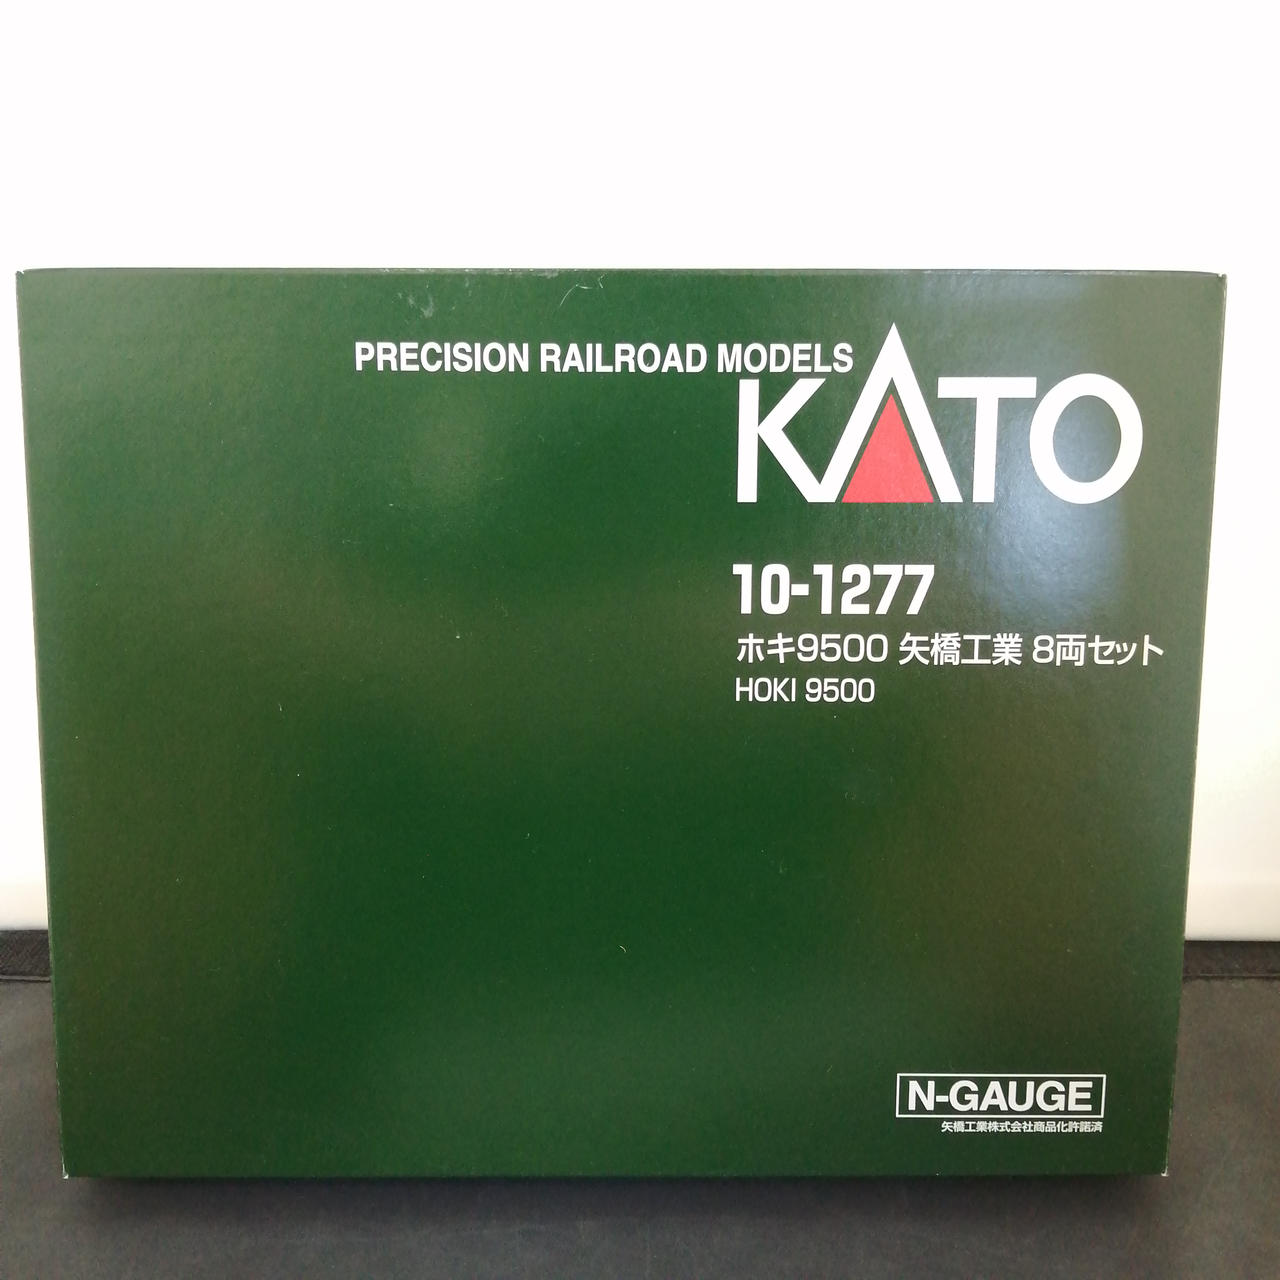 PRECISION RAILROAD MODELS
KATO
10-1277
ホキ9500 矢橋工業 8両セット
HOKI 9500
N-GAUGE
矢橋工業株式会社商品化許諾済